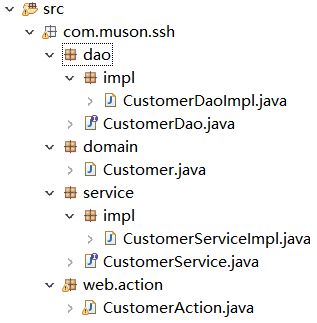 src
com.muson.ssh
dao
impl
CustomerDaoImpl.java
CustomerDao.java
domain
Customer.java
service
impl
CustomerServiceImpl.java
CustomerService.java
web.action
CustomerAction.java